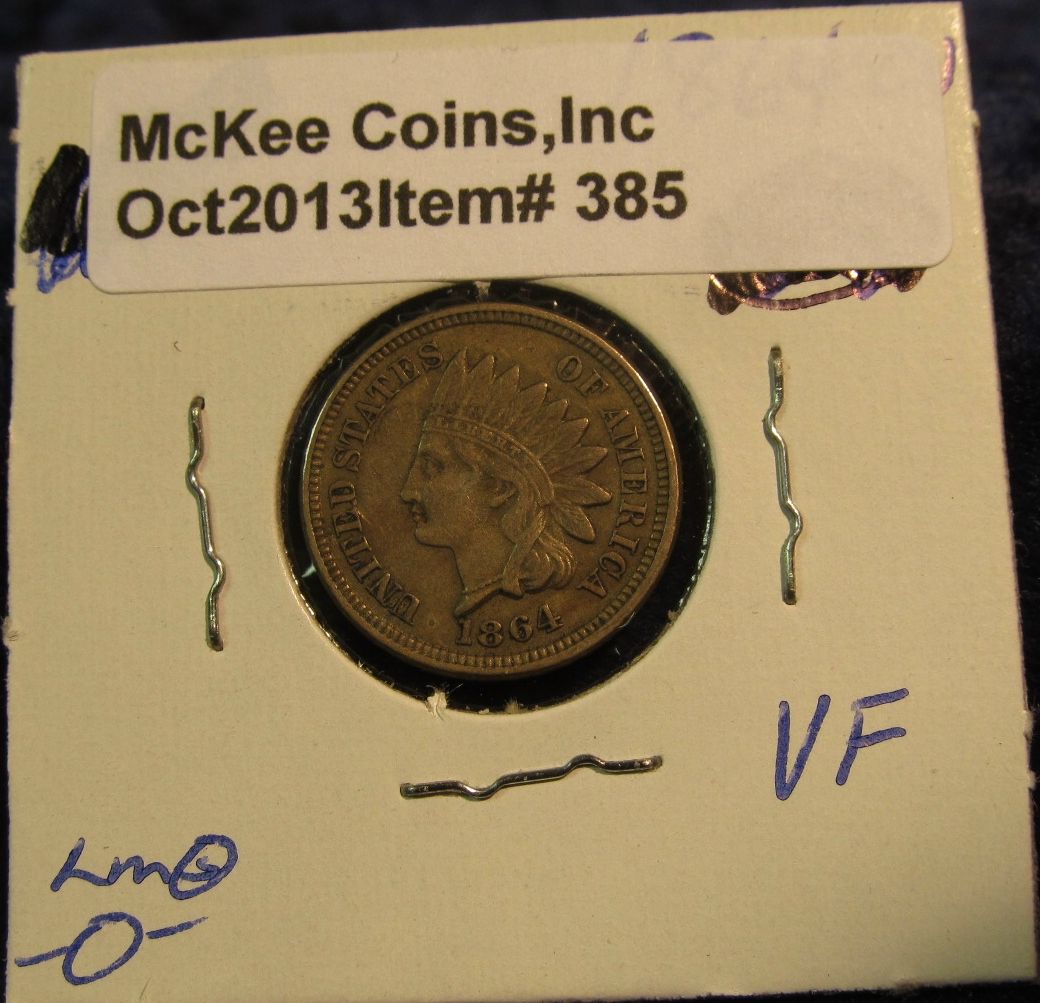 McKee Coins,Inc
Oct2013Item# 385
UNITED STATES OF AMERICA
1864
VF